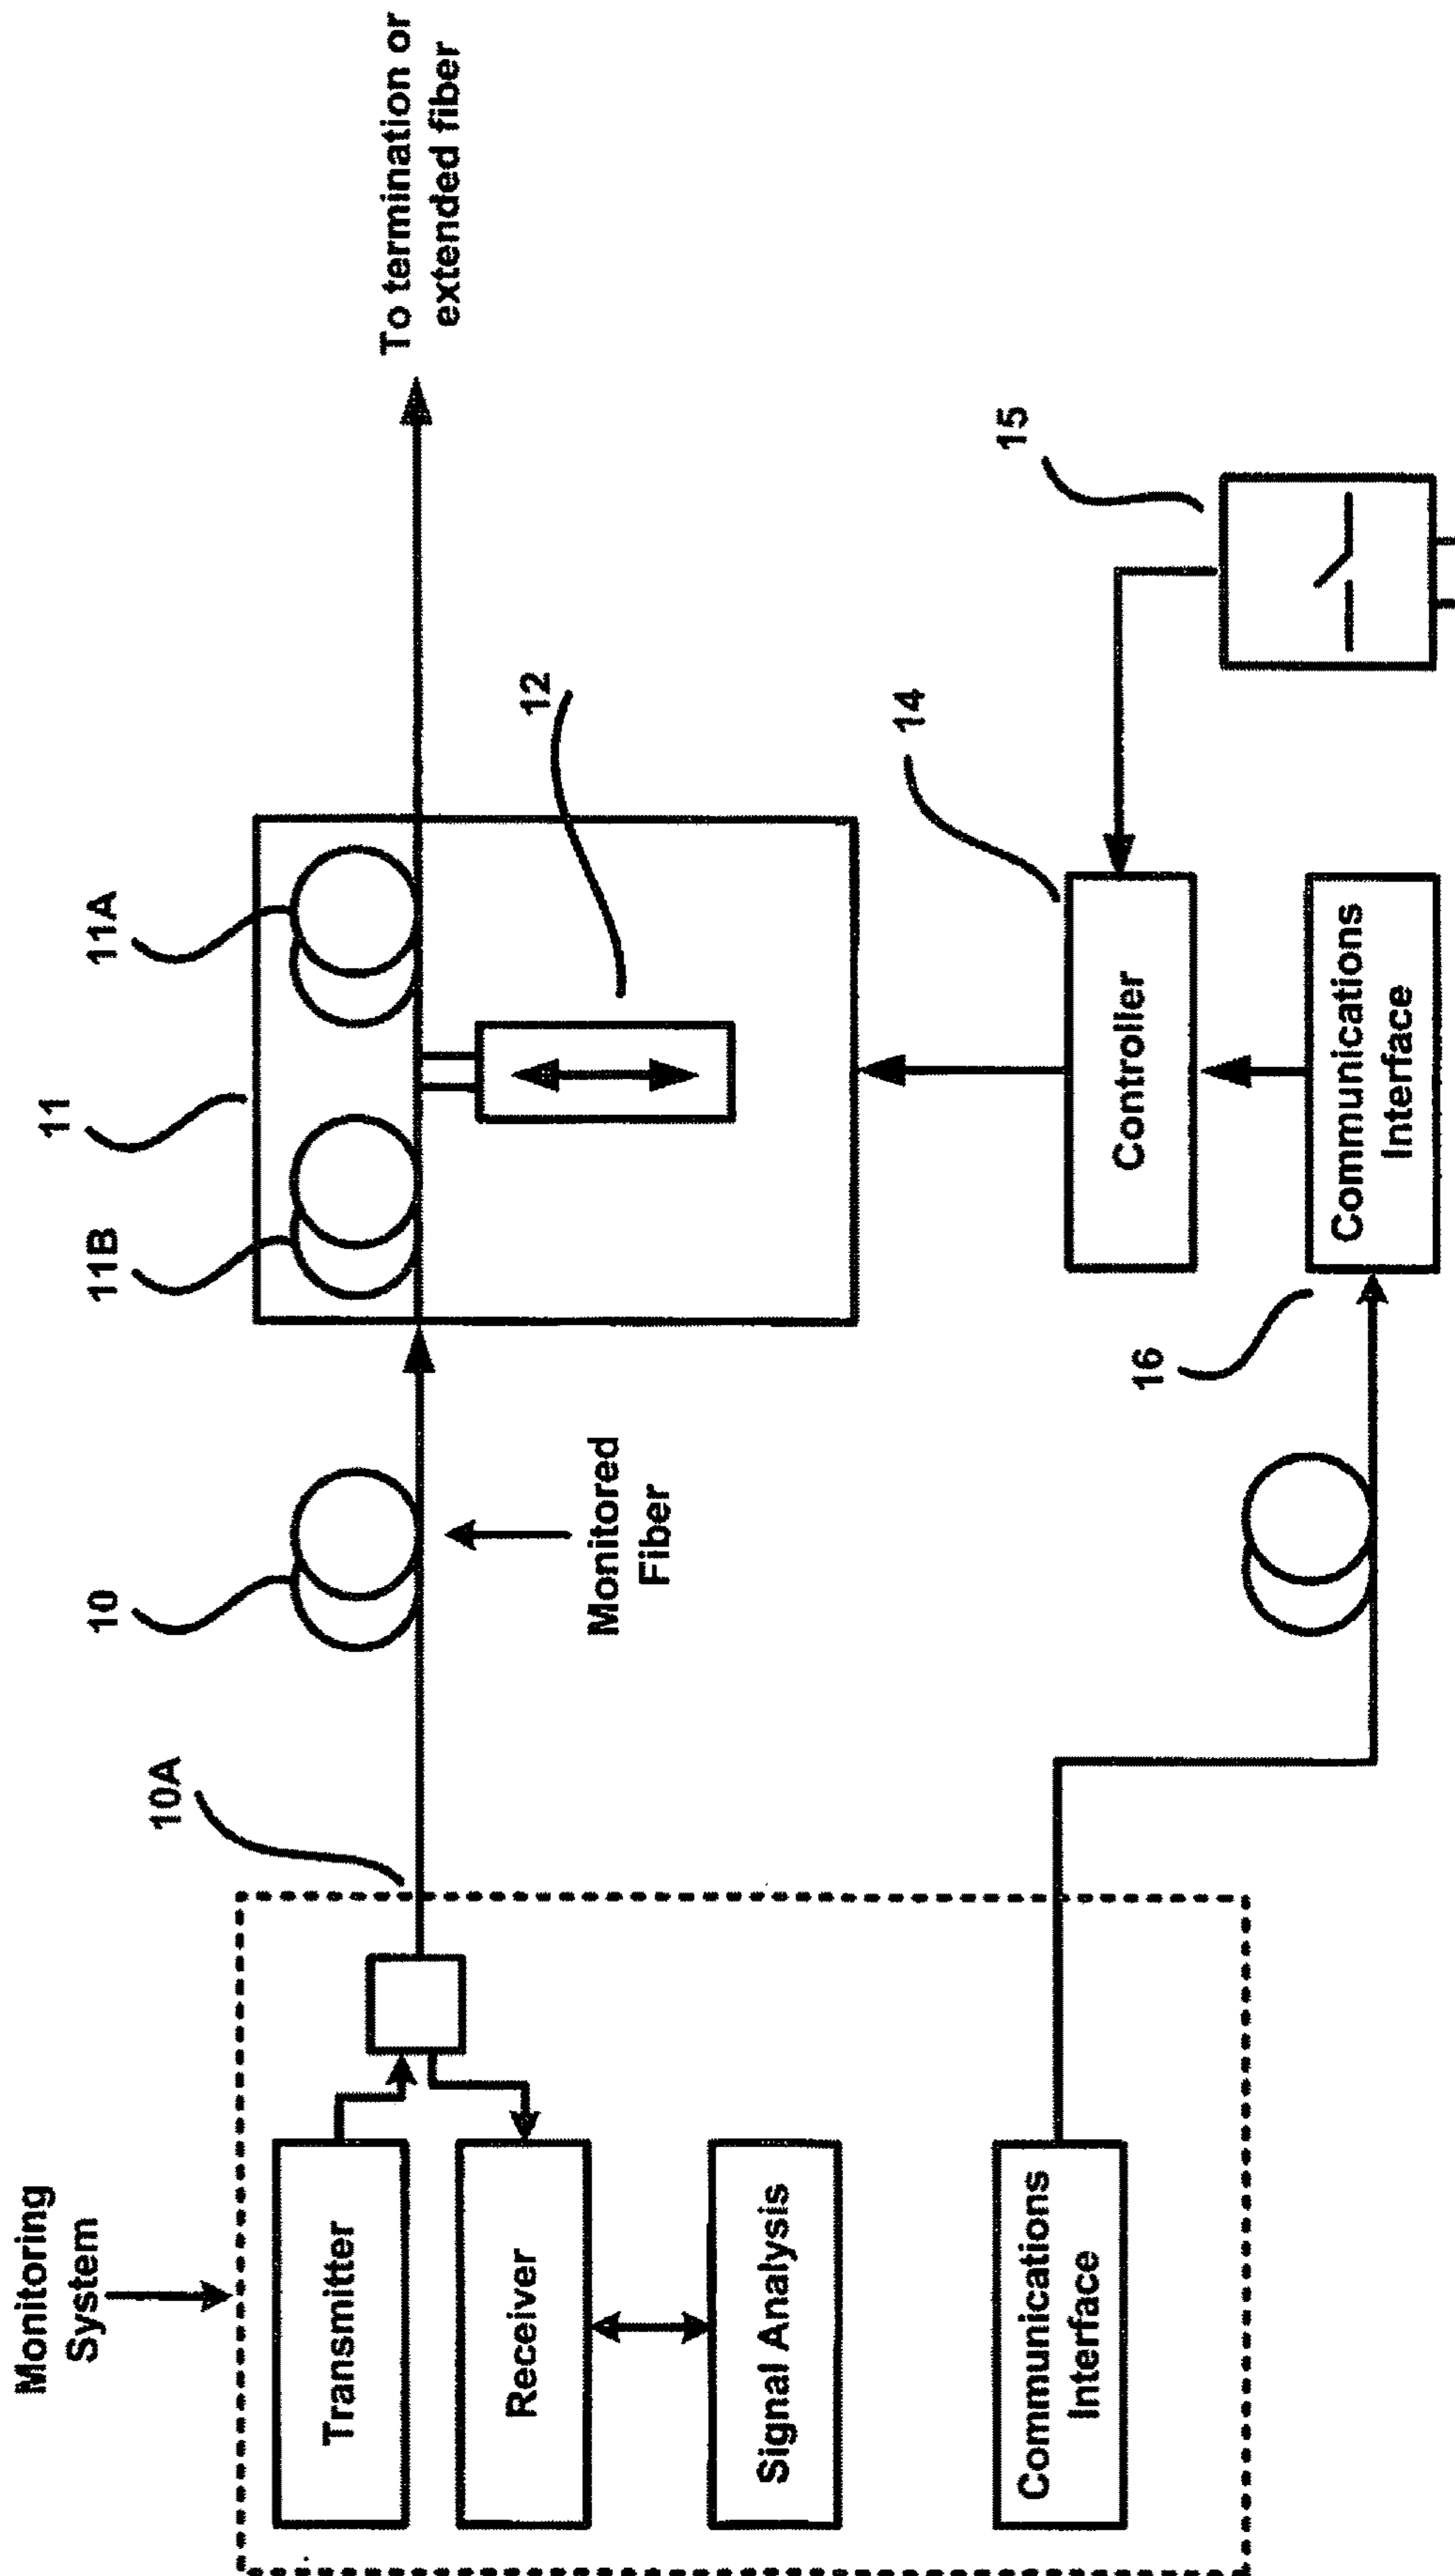 Monitoring
System
Transmitter
Receiver
Signal Analysis
Communications
Interface
10A
10
Monitored
Fiber
11B
11
11A
12
To termination or
extended fiber
14
Controller
15
16
Communications
Interface